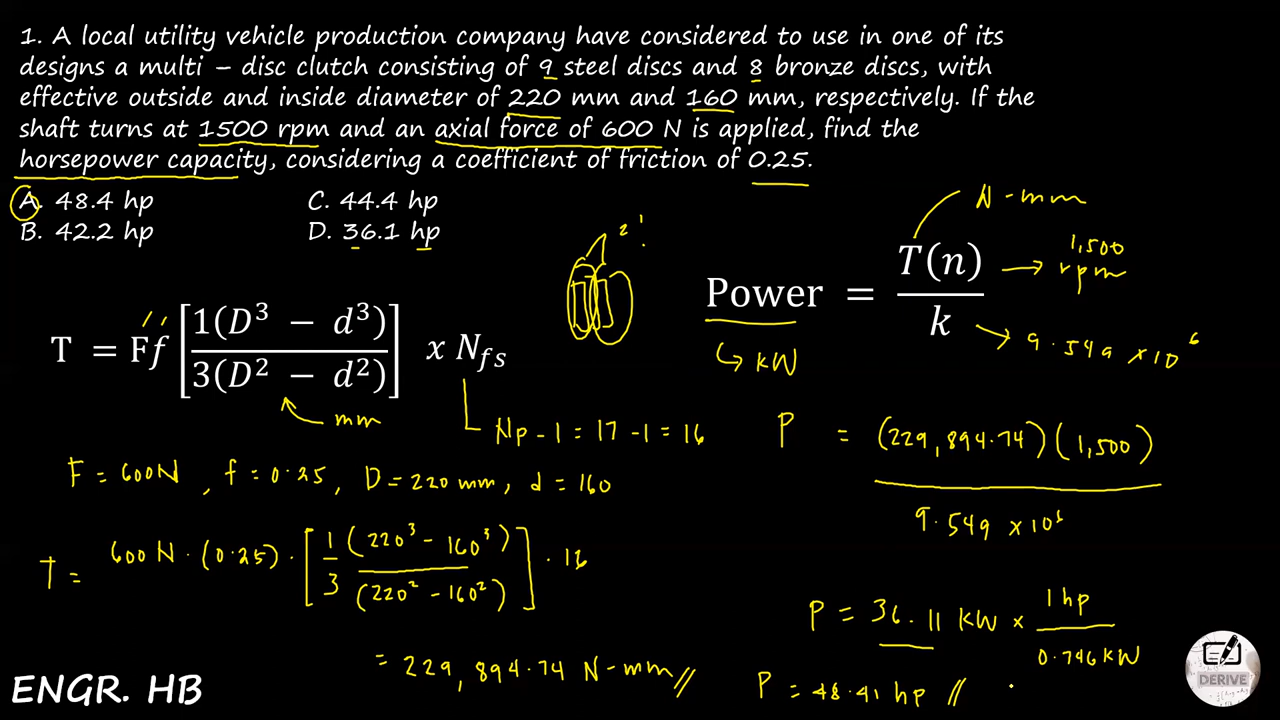 1. A local utility vehicle production company have considered to use in one of its
designs a multi – disc clutch consisting of 9 steel discs and 8 bronze discs, with
effective outside and inside diameter of 220 mm and 160 mm, respectively. If the
shaft turns at 1500 rpm and an axial force of 600 N is applied, find the
horsepower capacity, considering a coefficient of friction of 0.25.
A. 48.4 hp
C. 44.4 hp
B. 42.2 hp
D. 36.1 hp
2
N-mm
T = Ff [1(D³ – d³) / 3(D² – d²)] x Nfs
mm
Np - 1 = 17 - 1 = 16
Power = T(n) / k
1,500
rpm
9.549 x10⁶
kW
F = 600N , f = 0.25 , D = 220 mm, d = 160
T = 600 N · (0.25) · [1/3 (220³ - 160³) / (220² - 160²)] · 16
= 229,894.74 N-mm //
P = (229,894.74)(1,500) / 9.549 x10⁶
P = 36.11 kW x 1 hp / 0.746 kW
P = 48.41 hp //
ENGR. HB
DERIVE